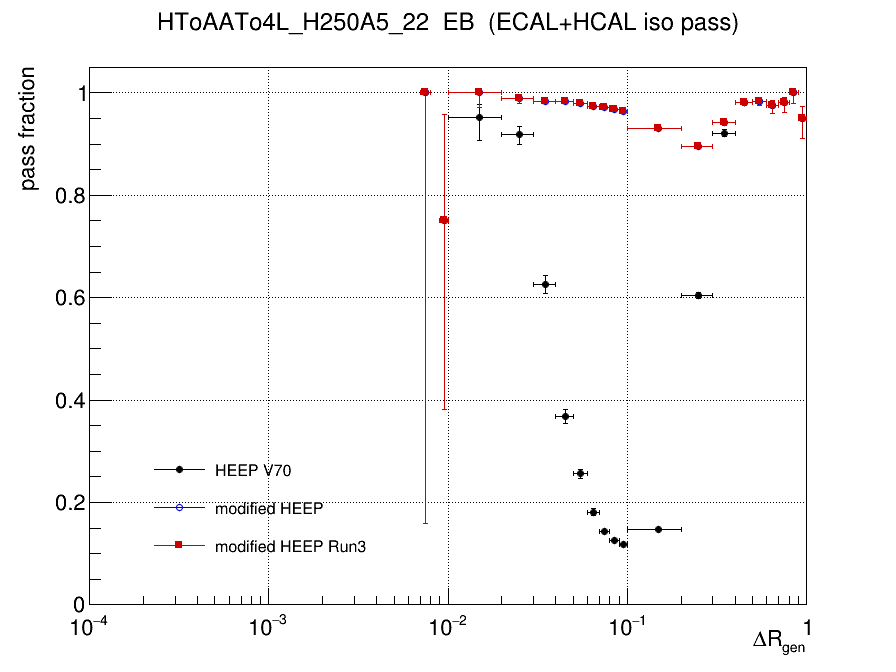 HToAATo4L_H250A5_22 EB (ECAL+HCAL iso pass)
pass fraction
1
0.8
0.6
0.4
0.2
0
HEEP V70
modified HEEP
modified HEEP Run3
10−4 10−3 10−2 10−1 1
ΔRgen